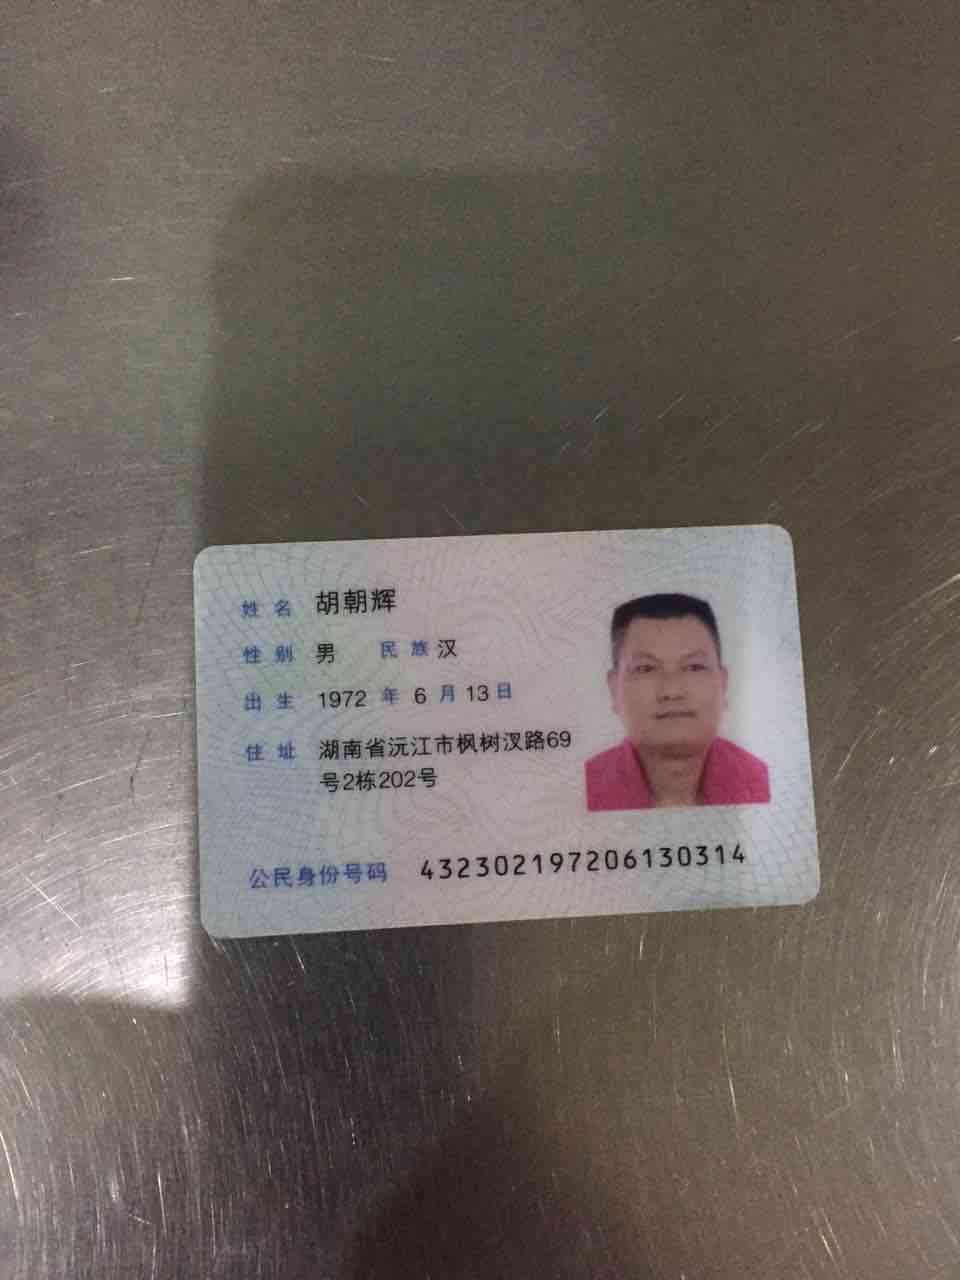 姓名 胡朝辉
性别 男 民族 汉
出生 1972 年 6 月 13 日
住址 湖南省沅江市枫树汊路69
号2栋202号
公民身份号码 432302197206130314